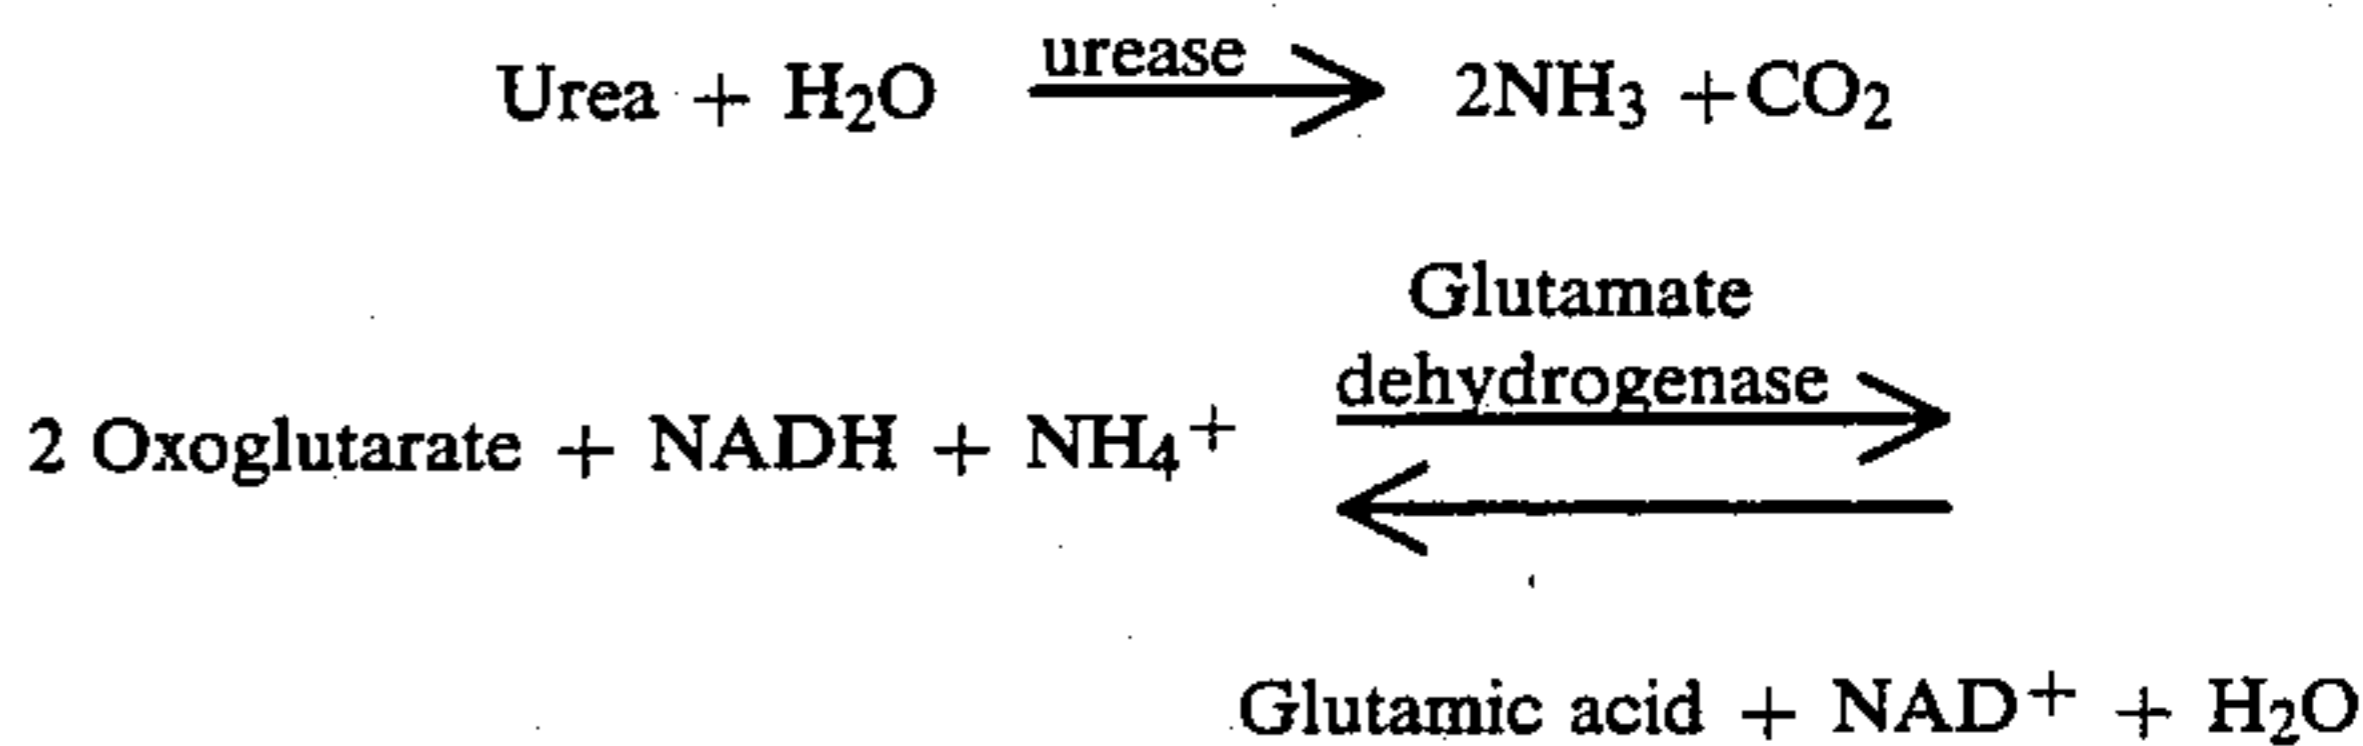 Urea + H₂O urease 2NH₃ + CO₂
Glutamate
dehydrogenase
2 Oxoglutarate + NADH + NH₄⁺
Glutamic acid + NAD⁺ + H₂O